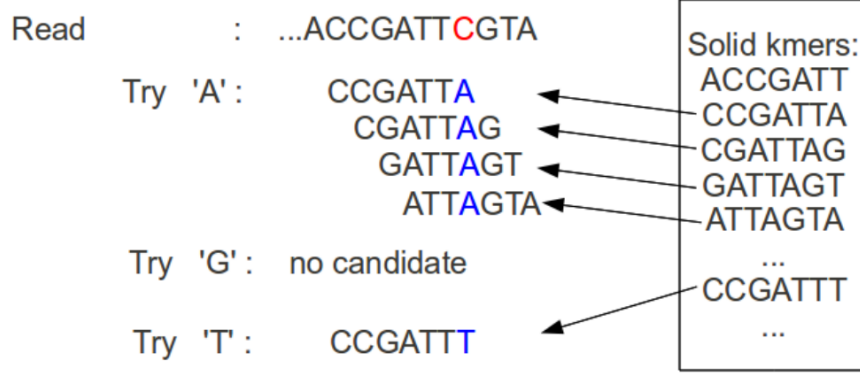 Read : ...ACCGATTCGTA
Try 'A' : CCGATTA
CGATTAG
GATTAGT
ATTAGTA
Try 'G' : no candidate
Try 'T' : CCGATTT
Solid kmers:
ACCGATT
CCGATTA
CGATTAG
GATTAGT
ATTAGTA
...
CCGATTT
...